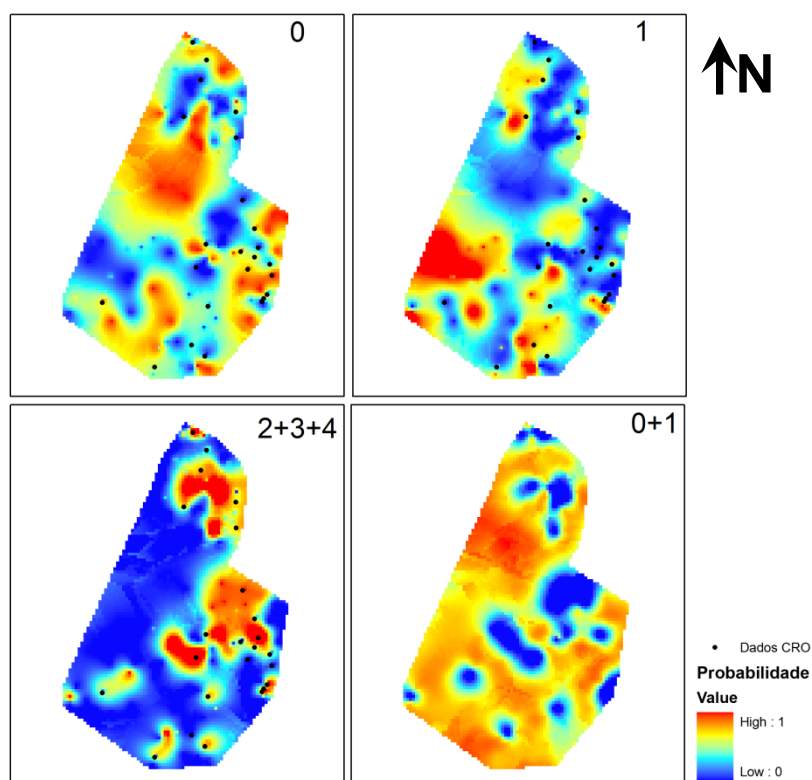 0
1
N
2+3+4
0+1
Dados CRO
Probabilidade
Value
High : 1
Low : 0